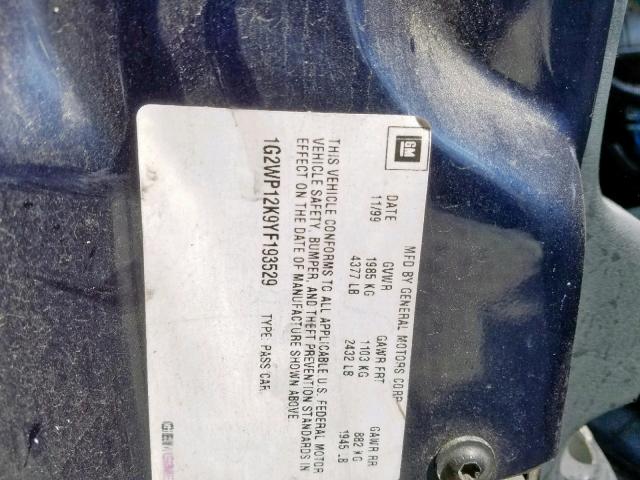 GM
MFD BY GENERAL MOTORS CORP
DATE GVWR GAWR FRT GAWR RR
11/99 1985 KG 1103 KG 882 KG
4377 LB 2432 LB 1945 LB
THIS VEHICLE CONFORMS TO ALL APPLICABLE U.S. FEDERAL MOTOR
VEHICLE SAFETY, BUMPER, AND THEFT PREVENTION STANDARDS IN
EFFECT ON THE DATE OF MANUFACTURE SHOWN ABOVE
1G2WP12K9YF193529 TYPE: PASS CAR